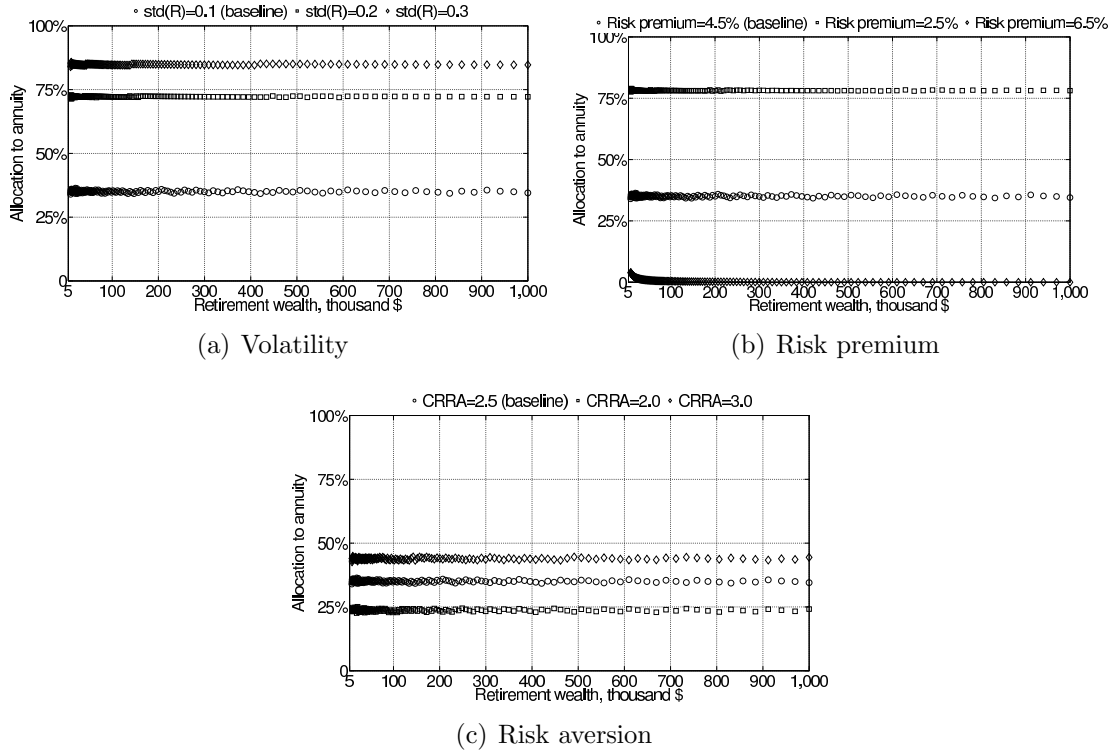 ◦ std(R)=0.1 (baseline) ▫ std(R)=0.2 ⋄ std(R)=0.3
100%
75%
50%
25%
0
Allocation to annuity
5 100 200 300 400 500 600 700 800 900 1,000
Retirement wealth, thousand $
(a) Volatility
◦ Risk premium=4.5% (baseline) ▫ Risk premium=2.5% ⋄ Risk premium=6.5%
100%
75%
50%
25%
0
Allocation to annuity
5 100 200 300 400 500 600 700 800 900 1,000
Retirement wealth, thousand $
(b) Risk premium
◦ CRRA=2.5 (baseline) ▫ CRRA=2.0 ⋄ CRRA=3.0
100%
75%
50%
25%
0
Allocation to annuity
5 100 200 300 400 500 600 700 800 900 1,000
Retirement wealth, thousand $
(c) Risk aversion